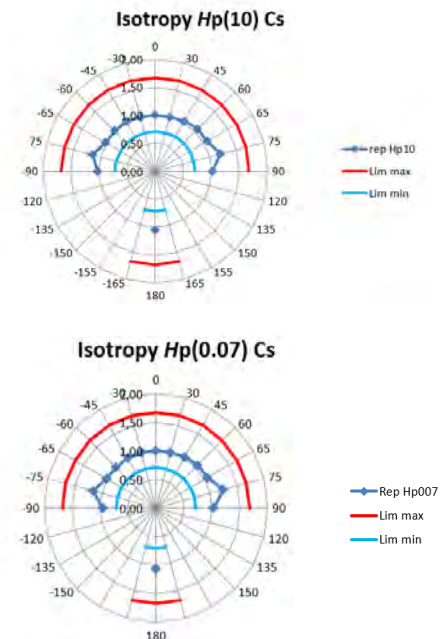 Isotropy Hp(10) Cs
0
-30 2,00 30
-45 45
-60 1,50 60
-65 1,00 65
75 0,50 75
-90 0,00 90
-120 120
-135 135
-150 150
-165 165
180
rep Hp10
Lim max
Lim min
Isotropy Hp(0.07) Cs
0
-30 2,00 30
-45 45
-60 1,50 60
-65 1,00 65
-75 0,50 75
-90 0,00 90
-120 120
-135 135
-150 150
180
Rep Hp007
Lim max
Lim min